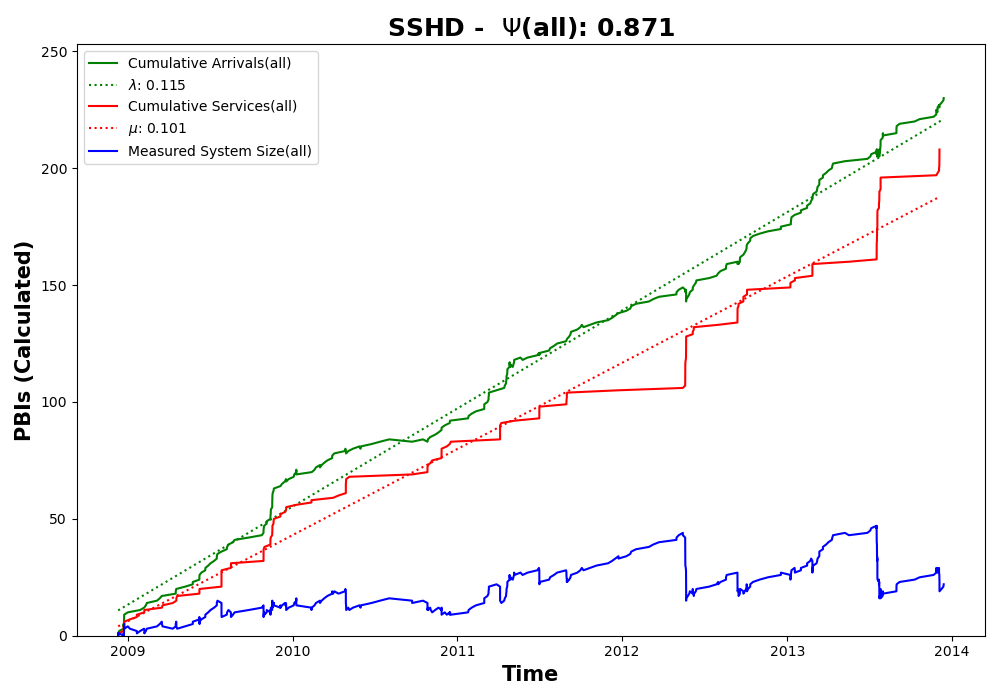 SSHD - Ψ(all): 0.871
Cumulative Arrivals(all)
λ: 0.115
Cumulative Services(all)
μ: 0.101
Measured System Size(all)
PBIs (Calculated)
250
200
150
100
50
0
2009 2010 2011 2012 2013 2014
Time